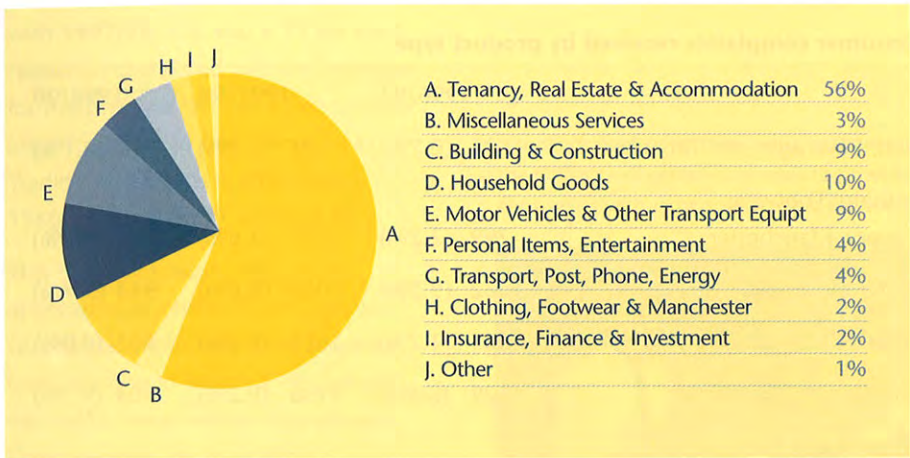 A
B
C
D
E
F
G
H
I
J
A. Tenancy, Real Estate & Accommodation 56%
B. Miscellaneous Services 3%
C. Building & Construction 9%
D. Household Goods 10%
E. Motor Vehicles & Other Transport Equipt 9%
F. Personal Items, Entertainment 4%
G. Transport, Post, Phone, Energy 4%
H. Clothing, Footwear & Manchester 2%
I. Insurance, Finance & Investment 2%
J. Other 1%